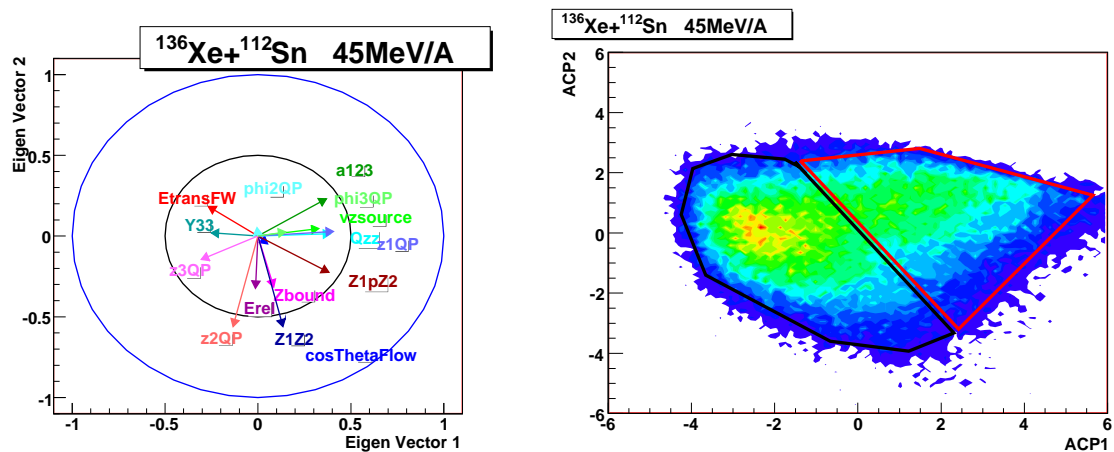 136Xe+112Sn 45MeV/A
Eigen Vector 2
1
0.5
0
-0.5
-1
a123
phi2QP
EtransFW
phi3QP
vzsource
Y33
Qzz
z1QP
z3QP
Z1pZ2
Zbound
Erel
z2QP
Z1Z2
cosThetaFlow
-1
-0.5
0
0.5
1
Eigen Vector 1
136Xe+112Sn 45MeV/A
ACP2
6
4
2
0
-2
-4
-6
-6
-4
-2
0
2
4
6
ACP1